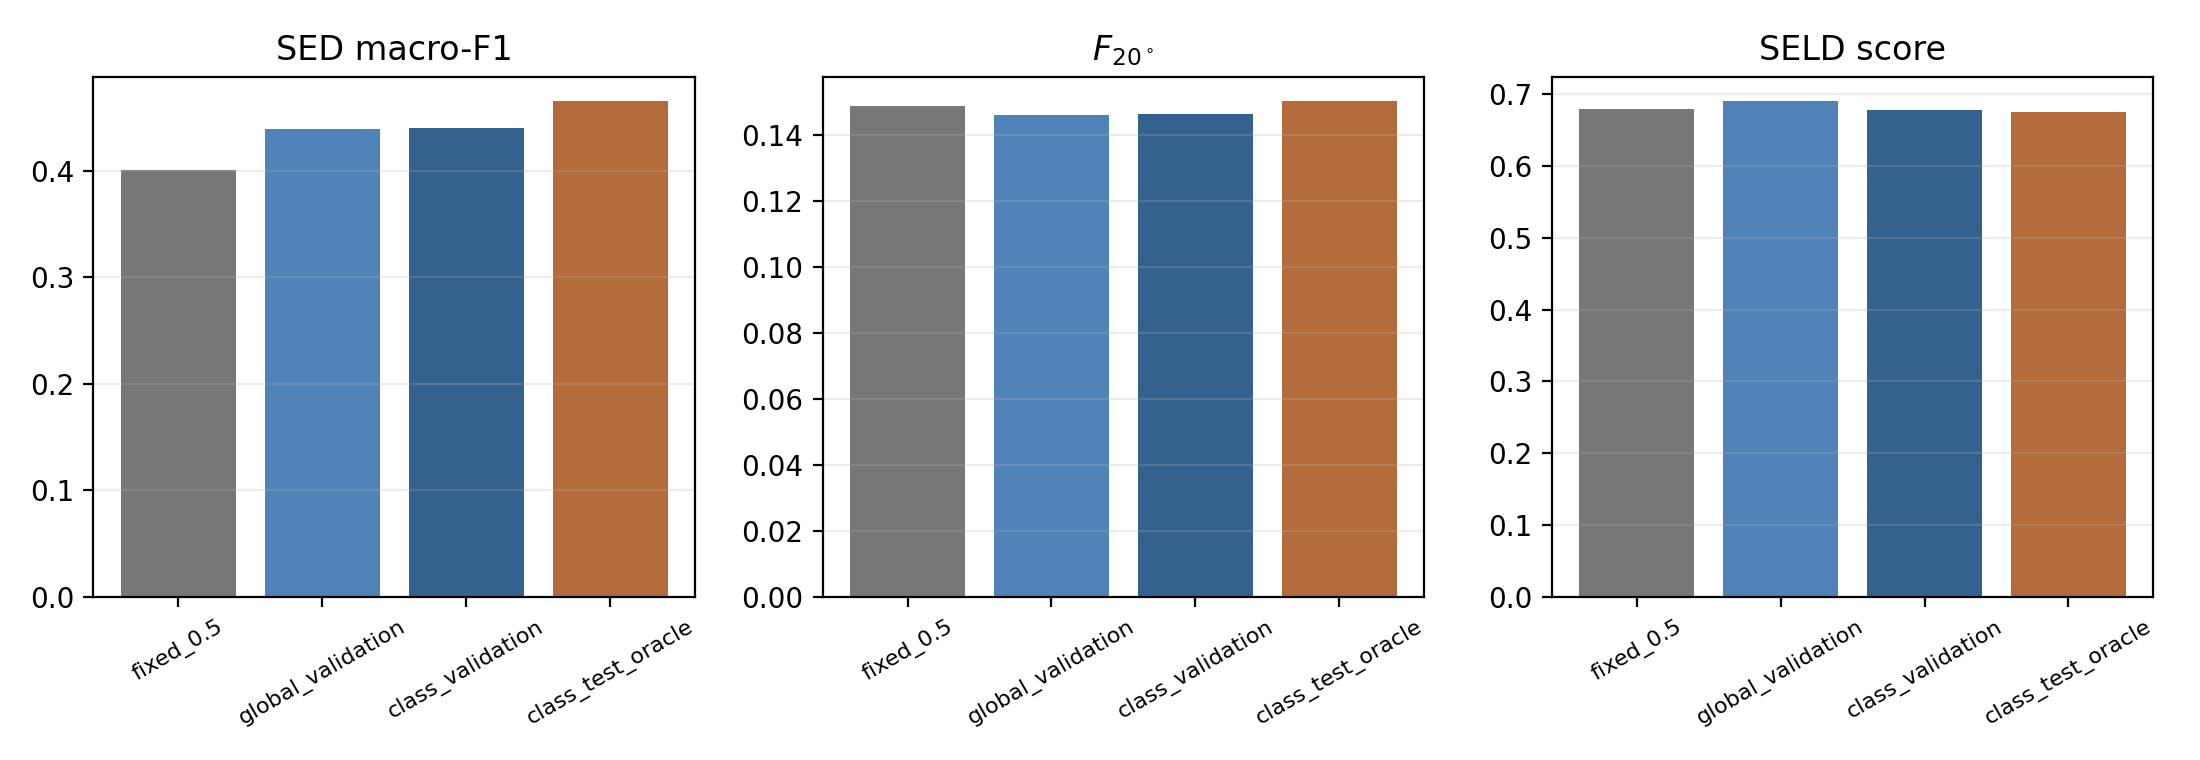 SED macro-F1
0.4
0.3
0.2
0.1
0.0
fixed_0.5
global_validation
class_validation
class_test_oracle
F20°
0.14
0.12
0.10
0.08
0.06
0.04
0.02
0.00
fixed_0.5
global_validation
class_validation
class_test_oracle
SELD score
0.7
0.6
0.5
0.4
0.3
0.2
0.1
0.0
fixed_0.5
global_validation
class_validation
class_test_oracle